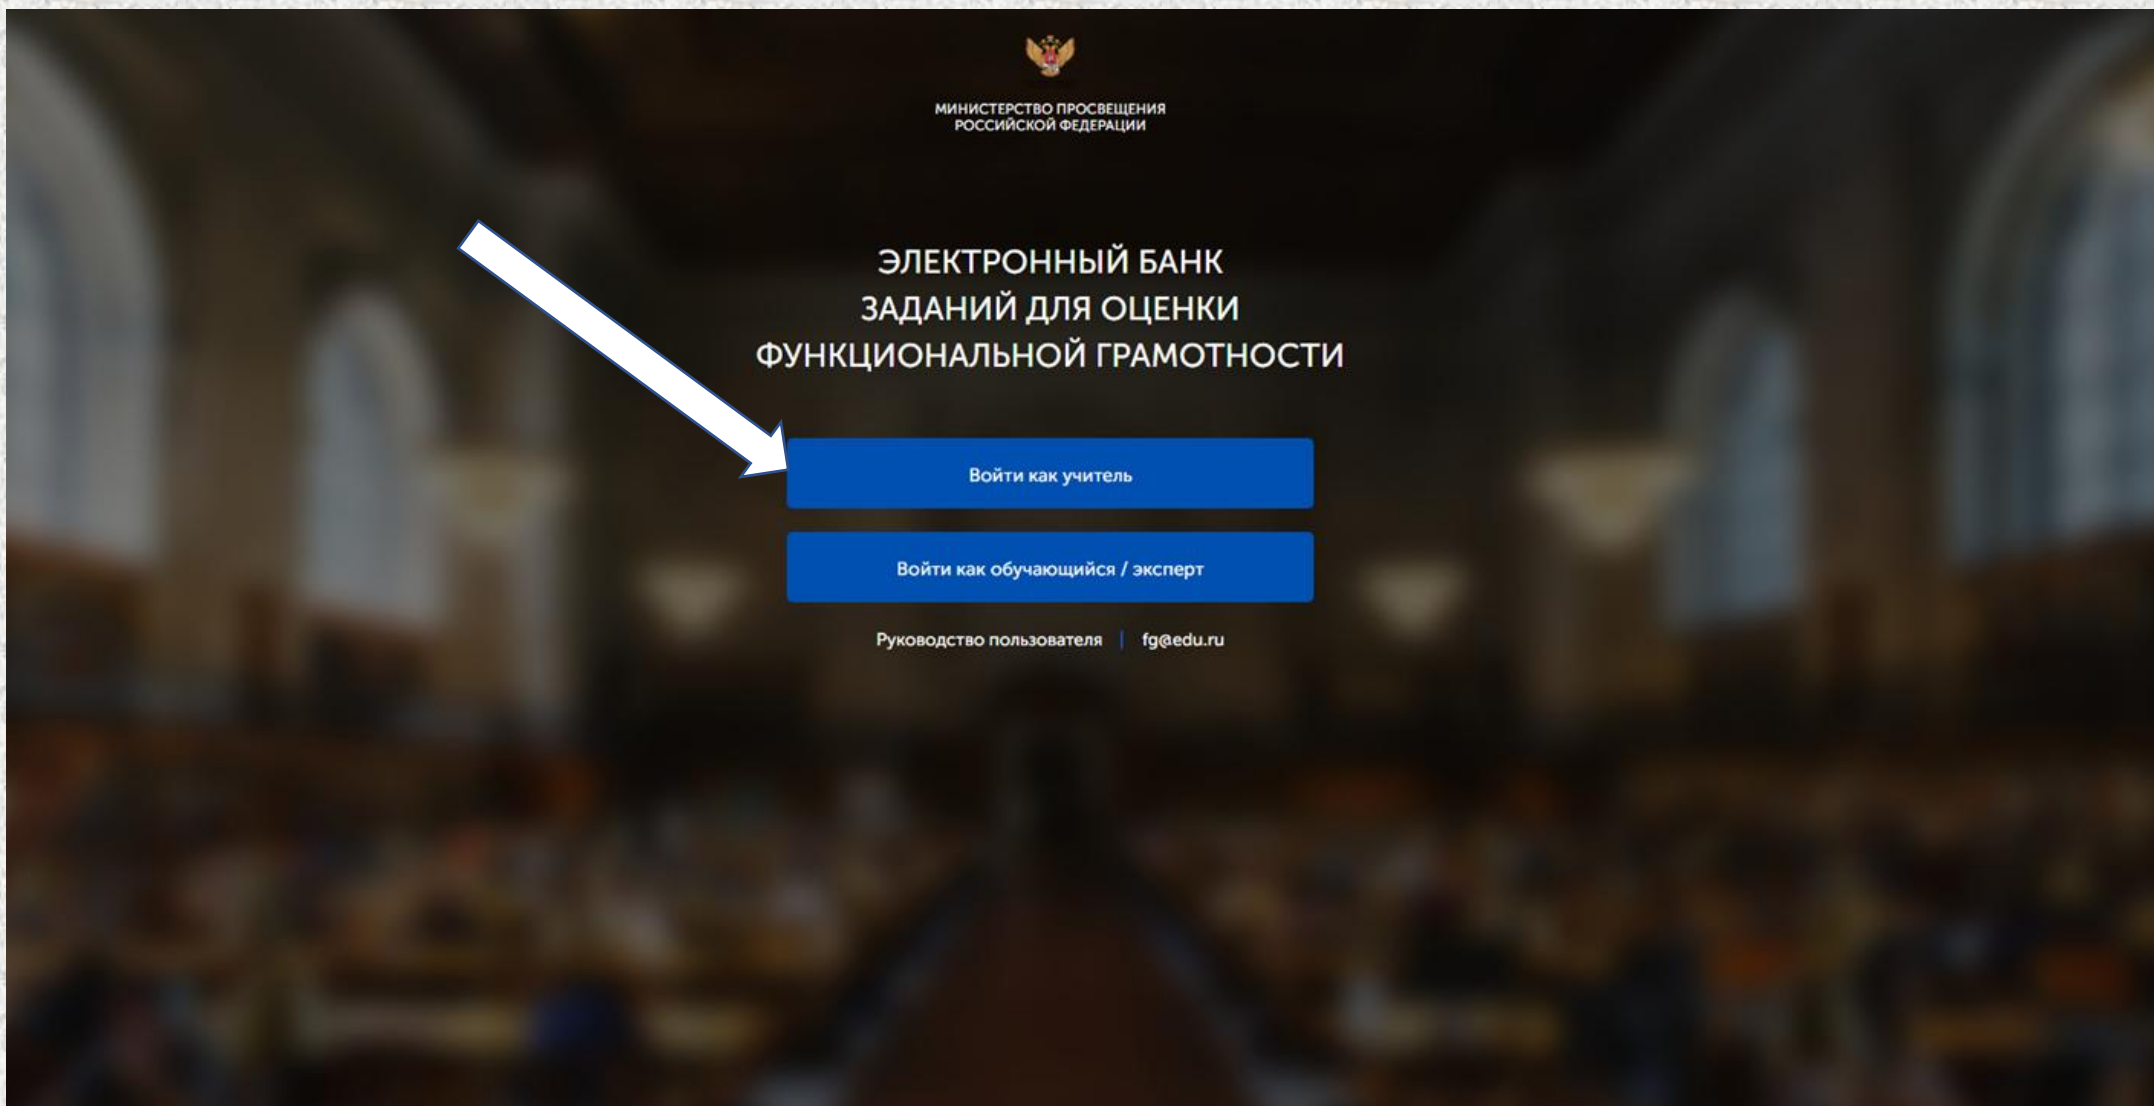 МИНИСТЕРСТВО ПРОСВЕЩЕНИЯ
РОССИЙСКОЙ ФЕДЕРАЦИИ
ЭЛЕКТРОННЫЙ БАНК
ЗАДАНИЙ ДЛЯ ОЦЕНКИ
ФУНКЦИОНАЛЬНОЙ ГРАМОТНОСТИ
Войти как учитель
Войти как обучающийся / эксперт
Руководство пользователя | fg@edu.ru